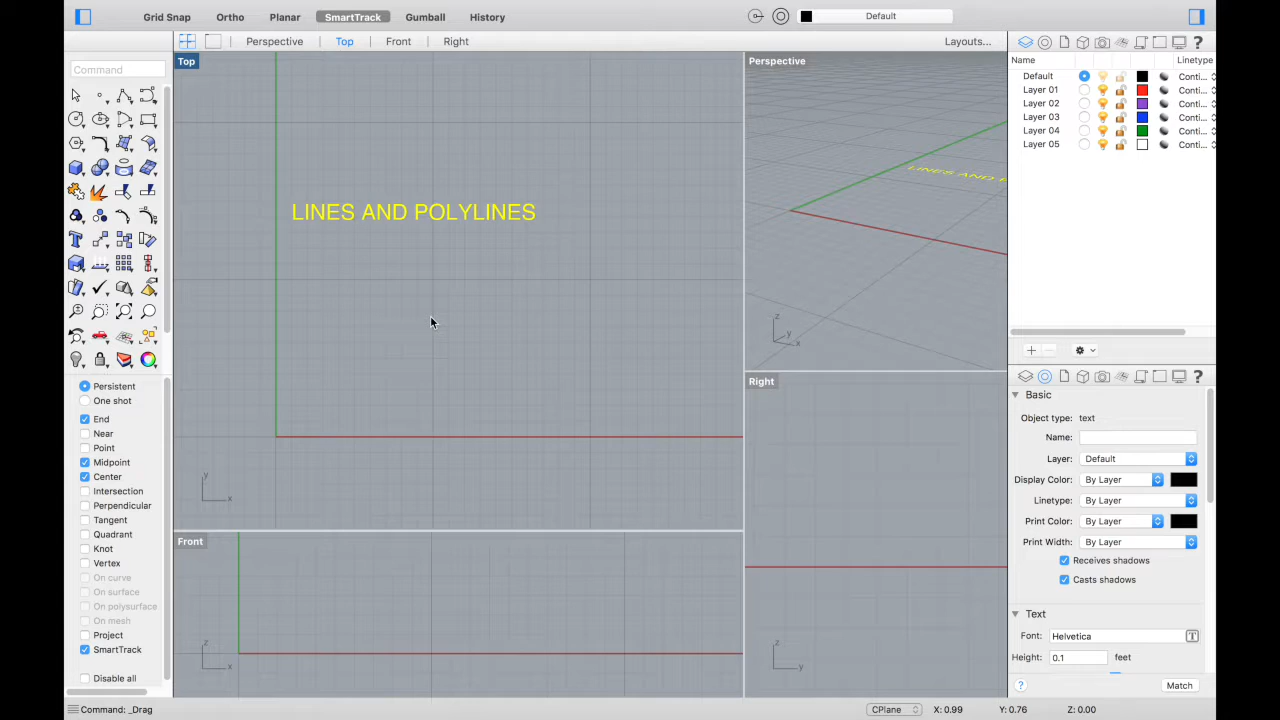 Grid Snap Ortho Planar SmartTrack Gumball History Default
Perspective Top Front Right Layouts...
Top
Command
LINES AND POLYLINES
y
x
Front
z
x
Perspective
LINES AND P
z
y
x
Right
z
y
Persistent
One shot
End
Near
Point
Midpoint
Center
Intersection
Perpendicular
Tangent
Quadrant
Knot
Vertex
On curve
On surface
On polysurface
On mesh
Project
SmartTrack
Disable all
Name Linetype
Default Conti...
Layer 01 Conti...
Layer 02 Conti...
Layer 03 Conti...
Layer 04 Conti...
Layer 05 Conti...
Basic
Object type: text
Name:
Layer: Default
Display Color: By Layer
Linetype: By Layer
Print Color: By Layer
Print Width: By Layer
Receives shadows
Casts shadows
Text
Font: Helvetica
Height: 0.1 feet
? Match
Command: _Drag CPlane X: 0.99 Y: 0.76 Z: 0.00